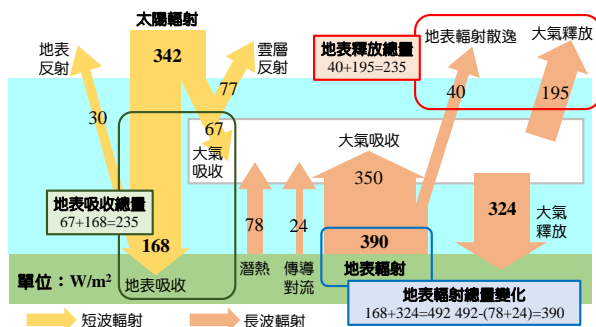 太陽輻射
342
地表
反射
雲層
反射
77
30
67
大氣
吸收
地表吸收總量
67+168=235
168
地表吸收
地表釋放總量
40+195=235
地表輻射散逸
大氣釋放
40
195
大氣吸收
350
78
24
390
324
大氣
釋放
潛熱
傳導
對流
地表輻射
單位：W/m²
地表輻射總量變化
168+324=492 492-(78+24)=390
短波輻射
長波輻射